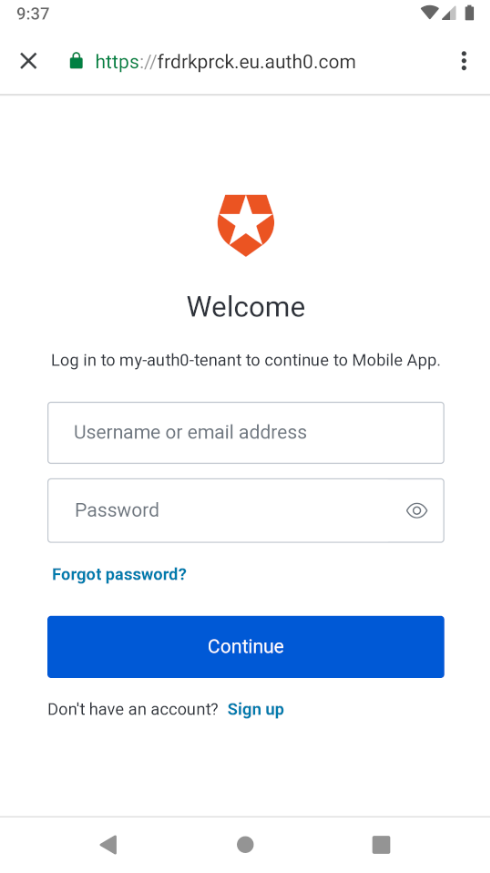 9:37
https://frdrkprck.eu.auth0.com
Welcome
Log in to my-auth0-tenant to continue to Mobile App.
Username or email address
Password
Forgot password?
Continue
Don't have an account? Sign up